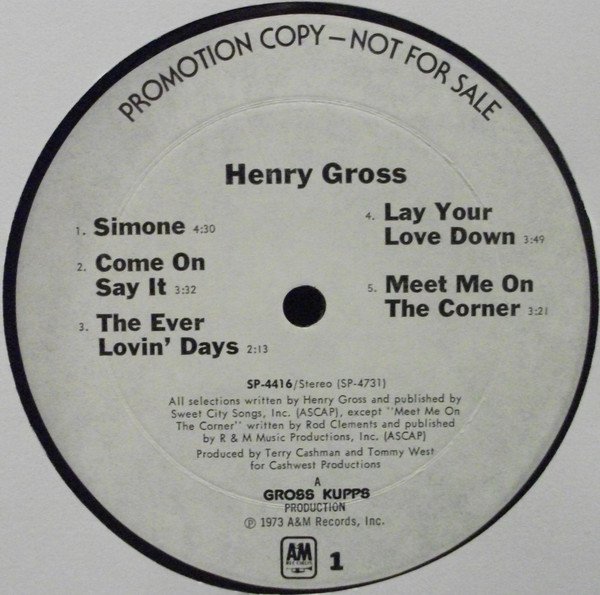 PROMOTION COPY—NOT FOR SALE
Henry Gross
1. Simone 4:30
2. Come On
Say It 3:32
3. The Ever
Lovin' Days 2:13
4. Lay Your
Love Down 3:49
5. Meet Me On
The Corner 3:21
SP-4416/Stereo (SP-4731)
All selections written by Henry Gross and published by
Sweet City Songs, Inc. (ASCAP), except "Meet Me On
The Corner" written by Rod Clements and published
by R & M Music Productions, Inc. (ASCAP)
Produced by Terry Cashman and Tommy West
for Cashwest Productions
A
GROSS KUPPS
PRODUCTION
℗ 1973 A&M Records, Inc.
A&M
RECORDS
1